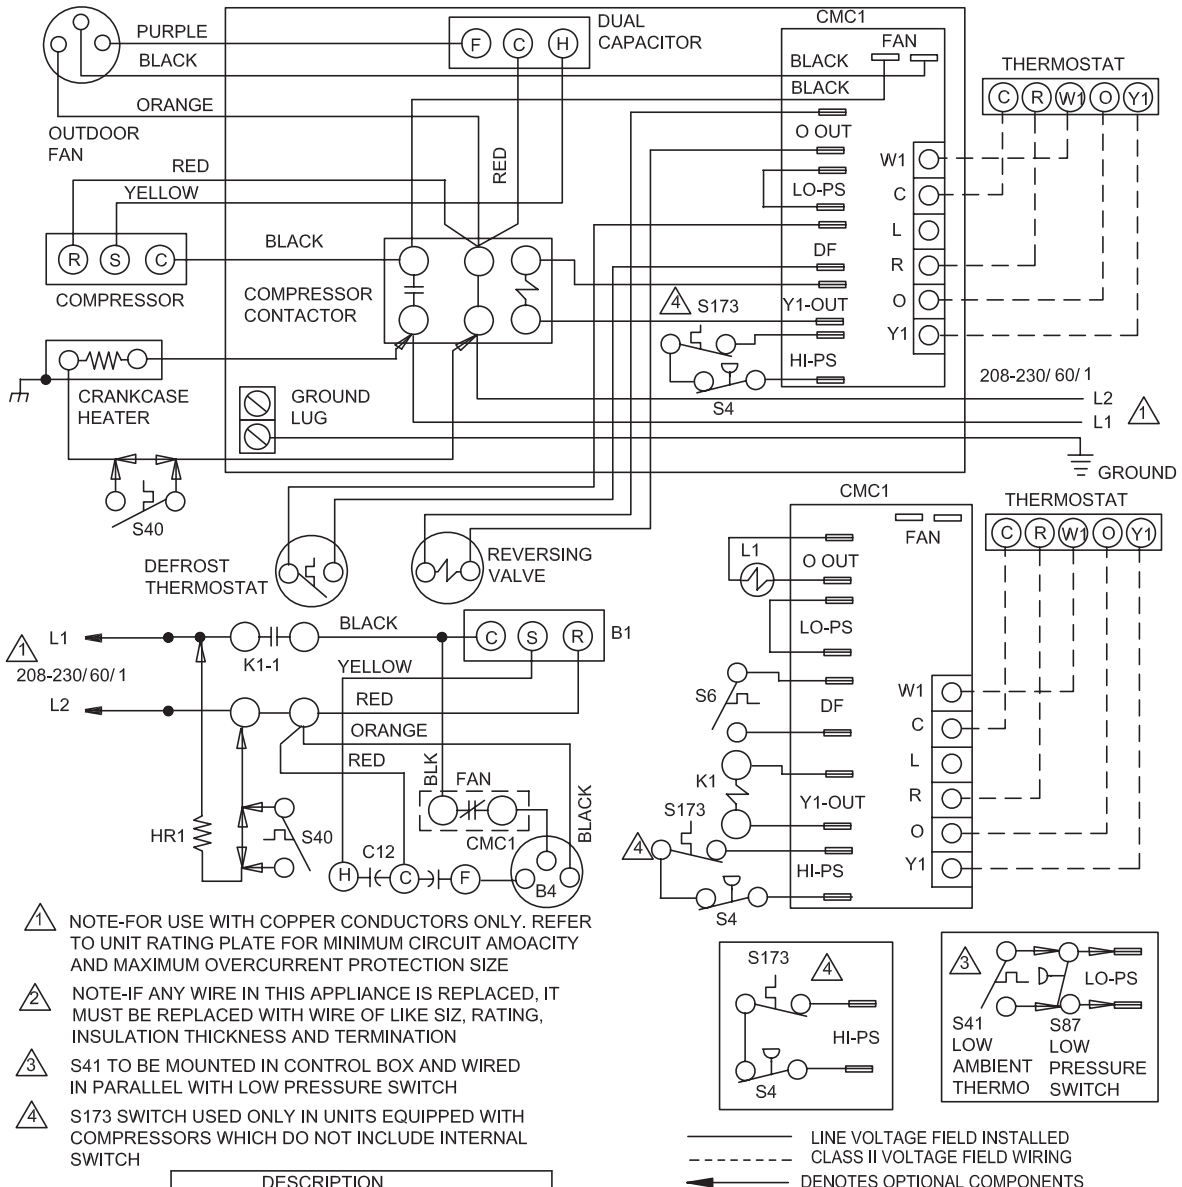 PURPLE
BLACK
ORANGE
OUTDOOR
FAN
RED
YELLOW
F C H
DUAL
CAPACITOR
RED
CMC1
FAN
BLACK
BLACK
O OUT
LO-PS
DF
Y1-OUT
HI-PS
W1
C
L
R
O
Y1
THERMOSTAT
C R W1 O Y1
R S C
COMPRESSOR
BLACK
COMPRESSOR
CONTACTOR
4 S173
S4
CRANKCASE
HEATER
GROUND
LUG
208-230/ 60/ 1
L2
L1 1
GROUND
S40
DEFROST
THERMOSTAT
REVERSING
VALVE
CMC1
FAN
THERMOSTAT
C R W1 O Y1
L1
O OUT
LO-PS
S6
DF
K1
Y1-OUT
S173
4
HI-PS
S4
W1
C
L
R
O
Y1
L1
1
208-230/ 60/ 1
L2
K1-1
BLACK
C S R
B1
YELLOW
RED
ORANGE
RED
BLK
FAN
CMC1
BLACK
HR1
S40
C12
H C F
B4
1 NOTE-FOR USE WITH COPPER CONDUCTORS ONLY. REFER
TO UNIT RATING PLATE FOR MINIMUM CIRCUIT AMOACITY
AND MAXIMUM OVERCURRENT PROTECTION SIZE
2 NOTE-IF ANY WIRE IN THIS APPLIANCE IS REPLACED, IT
MUST BE REPLACED WITH WIRE OF LIKE SIZ, RATING,
INSULATION THICKNESS AND TERMINATION
3 S41 TO BE MOUNTED IN CONTROL BOX AND WIRED
IN PARALLEL WITH LOW PRESSURE SWITCH
4 S173 SWITCH USED ONLY IN UNITS EQUIPPED WITH
COMPRESSORS WHICH DO NOT INCLUDE INTERNAL
SWITCH
DESCRIPTION
S173
4
HI-PS
S4
3
LO-PS
S41
LOW
AMBIENT
THERMO
S87
LOW
PRESSURE
SWITCH
LINE VOLTAGE FIELD INSTALLED
CLASS II VOLTAGE FIELD WIRING
DENOTES OPTIONAL COMPONENTS